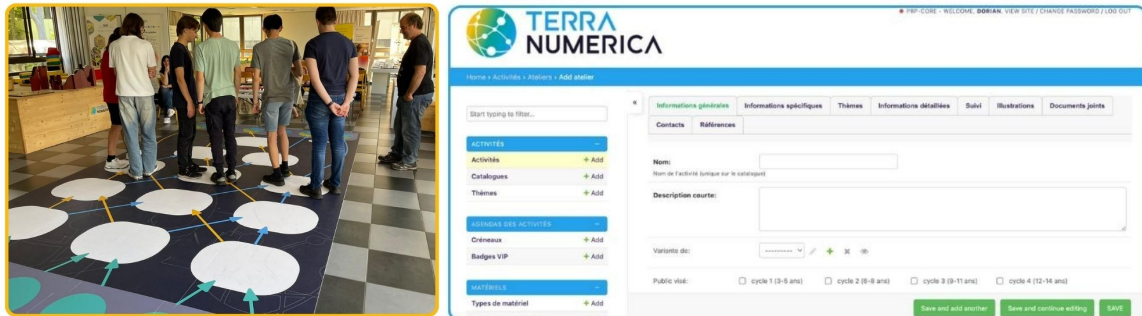 TERRA
NUMERICA
PRP-CORE - WELCOME, DORIAN. VIEW SITE / CHANGE PASSWORD / LOG OUT
Home › Activités › Ateliers › Add atelier
Start typing to filter...
ACTIVITÉS
Activités + Add
Catalogues + Add
Thèmes + Add
AGENDAS DES ACTIVITÉS
Créneaux + Add
Badges VIP + Add
MATÉRIELS
Types de matériel + Add
«
Informations générales Informations spécifiques Thèmes Informations détaillées Suivi Illustrations Documents joints
Contacts Références
Nom:
Nom de l'activité (unique sur le catalogue)
Description courte:
Variante de: ---------
Public visé: cycle 1 (3-5 ans) cycle 2 (6-8 ans) cycle 3 (9-11 ans) cycle 4 (12-14 ans)
Save and add another Save and continue editing SAVE